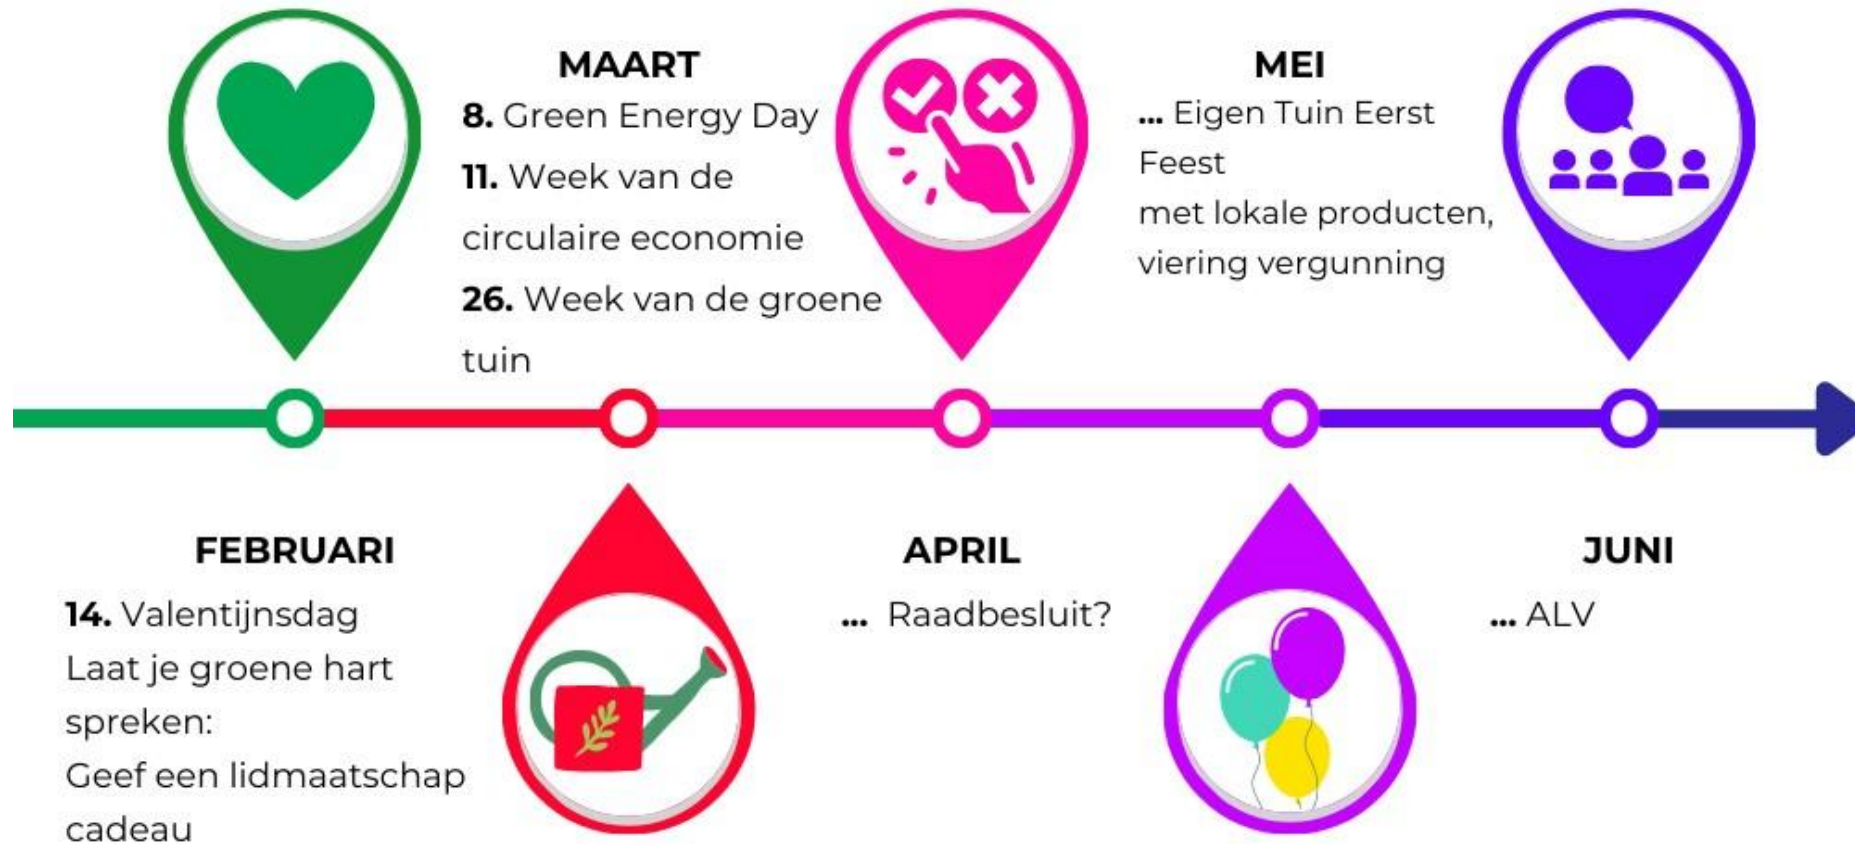 FEBRUARI
14. Valentijnsdag
Laat je groene hart
spreken:
Geef een lidmaatschap
cadeau
MAART
8. Green Energy Day
11. Week van de
circulaire economie
26. Week van de groene
tuin
APRIL
... Raadbesluit?
MEI
... Eigen Tuin Eerst
Feest
met lokale producten,
viering vergunning
JUNI
... ALV